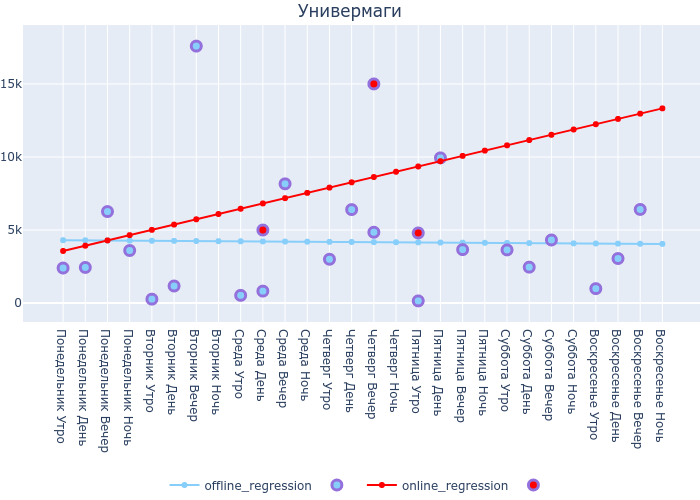 Универмаги
15k
10k
5k
0
Понедельник Утро
Понедельник День
Понедельник Вечер
Понедельник Ночь
Вторник Утро
Вторник День
Вторник Вечер
Вторник Ночь
Среда Утро
Среда День
Среда Вечер
Среда Ночь
Четверг Утро
Четверг День
Четверг Вечер
Четверг Ночь
Пятница Утро
Пятница День
Пятница Вечер
Пятница Ночь
Суббота Утро
Суббота День
Суббота Вечер
Суббота Ночь
Воскресенье Утро
Воскресенье День
Воскресенье Вечер
Воскресенье Ночь
offline_regression
online_regression